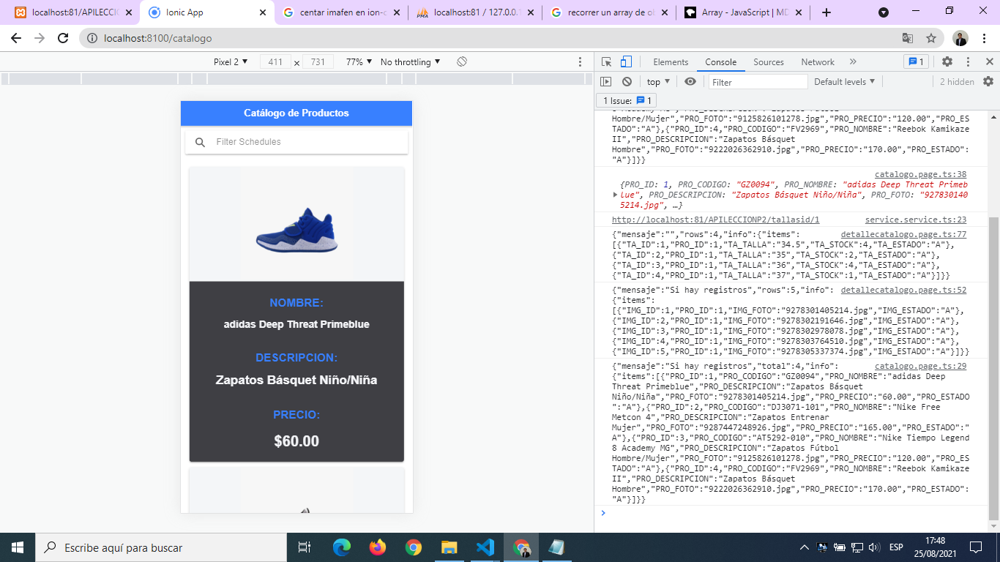 localhost:81/APILECCI
Ionic App
centar imagen en ion-c
localhost:81 / 127.0.0.1
recorrer un array de ob
Array - JavaScript | MD
localhost:8100/catalogo
Pixel 2 ▼ 411 × 731 77% ▼ No throttling ▼
Elements Console Sources Network » 1
top ▼ Filter Default levels ▼ 2 hidden
1 Issue: 1
Catálogo de Productos
Filter Schedules
NOMBRE:
adidas Deep Threat Primeblue
DESCRIPCION:
Zapatos Básquet Niño/Niña
PRECIO:
$60.00
Hombre/Mujer","PRO_FOTO":"9125826101278.jpg","PRO_PRECIO":"120.00","PRO_ES
TADO":"A"},{"PRO_ID":4,"PRO_CODIGO":"FV2969","PRO_NOMBRE":"Reebok Kamikaze
II","PRO_DESCRIPCION":"Zapatos Básquet
Hombre","PRO_FOTO":"9222026362910.jpg","PRO_PRECIO":"170.00","PRO_ESTADO":
"A"}]}}
catalogo.page.ts:38
{PRO_ID: 1, PRO_CODIGO: "GZ0094", PRO_NOMBRE: "adidas Deep Threat Primeb
lue", PRO_DESCRIPCION: "Zapatos Básquet Niño/Niña", PRO_FOTO: "927830140
5214.jpg", …}
http://localhost:81/APILECCIONP2/tallasid/1 service.service.ts:23
{"mensaje":"","rows":4,"info":{"items": detallecatalogo.page.ts:77
[{"TA_ID":1,"PRO_ID":1,"TA_TALLA":"34.5","TA_STOCK":4,"TA_ESTADO":"A"},
{"TA_ID":2,"PRO_ID":1,"TA_TALLA":"35","TA_STOCK":2,"TA_ESTADO":"A"},
{"TA_ID":3,"PRO_ID":1,"TA_TALLA":"36","TA_STOCK":4,"TA_ESTADO":"A"},
{"TA_ID":4,"PRO_ID":1,"TA_TALLA":"37","TA_STOCK":1,"TA_ESTADO":"A"}]}}
{"mensaje":"Si hay registros","rows":5,"info": detallecatalogo.page.ts:52
{"items":
[{"IMG_ID":1,"PRO_ID":1,"IMG_FOTO":"9278301405214.jpg","IMG_ESTADO":"A"},
{"IMG_ID":2,"PRO_ID":1,"IMG_FOTO":"9278302191646.jpg","IMG_ESTADO":"A"},
{"IMG_ID":3,"PRO_ID":1,"IMG_FOTO":"9278302978078.jpg","IMG_ESTADO":"A"},
{"IMG_ID":4,"PRO_ID":1,"IMG_FOTO":"9278303764510.jpg","IMG_ESTADO":"A"},
{"IMG_ID":5,"PRO_ID":1,"IMG_FOTO":"9278305337374.jpg","IMG_ESTADO":"A"}]}}
{"mensaje":"Si hay registros","total":4,"info": catalogo.page.ts:29
{"items":[{"PRO_ID":1,"PRO_CODIGO":"GZ0094","PRO_NOMBRE":"adidas Deep
Threat Primeblue","PRO_DESCRIPCION":"Zapatos Básquet
Niño/Niña","PRO_FOTO":"9278301405214.jpg","PRO_PRECIO":"60.00","PRO_ESTADO
":"A"},{"PRO_ID":2,"PRO_CODIGO":"DJ3071-101","PRO_NOMBRE":"Nike Free
Metcon 4","PRO_DESCRIPCION":"Zapatos Entrenar
Mujer","PRO_FOTO":"9287447248926.jpg","PRO_PRECIO":"165.00","PRO_ESTADO":"
A"},{"PRO_ID":3,"PRO_CODIGO":"AT5292-010","PRO_NOMBRE":"Nike Tiempo Legend
8 Academy MG","PRO_DESCRIPCION":"Zapatos Fútbol
Hombre/Mujer","PRO_FOTO":"9125826101278.jpg","PRO_PRECIO":"120.00","PRO_ES
TADO":"A"},{"PRO_ID":4,"PRO_CODIGO":"FV2969","PRO_NOMBRE":"Reebok Kamikaze
II","PRO_DESCRIPCION":"Zapatos Básquet
Hombre","PRO_FOTO":"9222026362910.jpg","PRO_PRECIO":"170.00","PRO_ESTADO":
"A"}]}}
Escribe aquí para buscar
ESP
17:48
25/08/2021